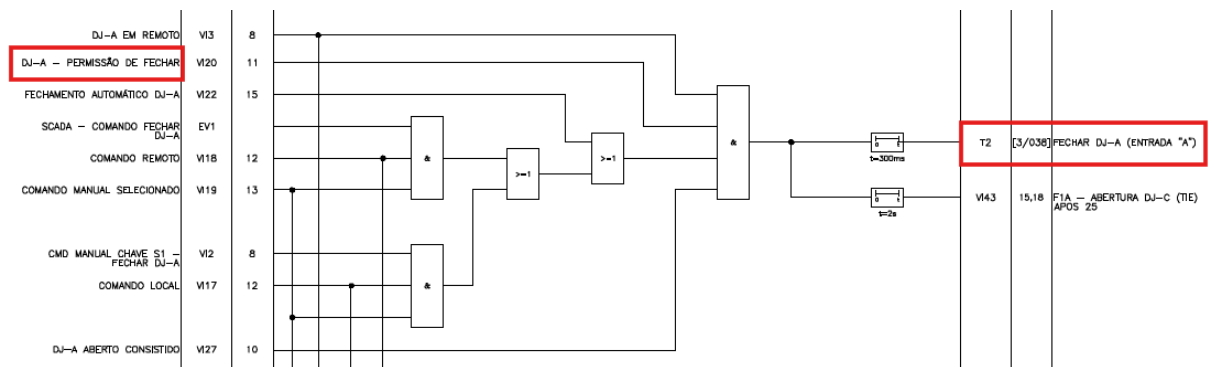 DJ-A EM REMOTO VI3 8
DJ-A - PERMISSÃO DE FECHAR VI20 11
FECHAMENTO AUTOMÁTICO DJ-A VI22 15
SCADA - COMANDO FECHAR EV1
DJ-A
COMANDO REMOTO VI18 12
COMANDO MANUAL SELECIONADO VI19 13
CMD MANUAL CHAVE S1 - VI2 8
FECHAR DJ-A
COMANDO LOCAL VI17 12
DJ-A ABERTO CONSISTIDO VI27 10
&
&
>=1
>=1
&
0 t
t=300ms
0 t
t=2s
T2 [3/038] FECHAR DJ-A (ENTRADA "A")
VI43 15,18 F1A - ABERTURA DJ-C (TIE)
APOS 25